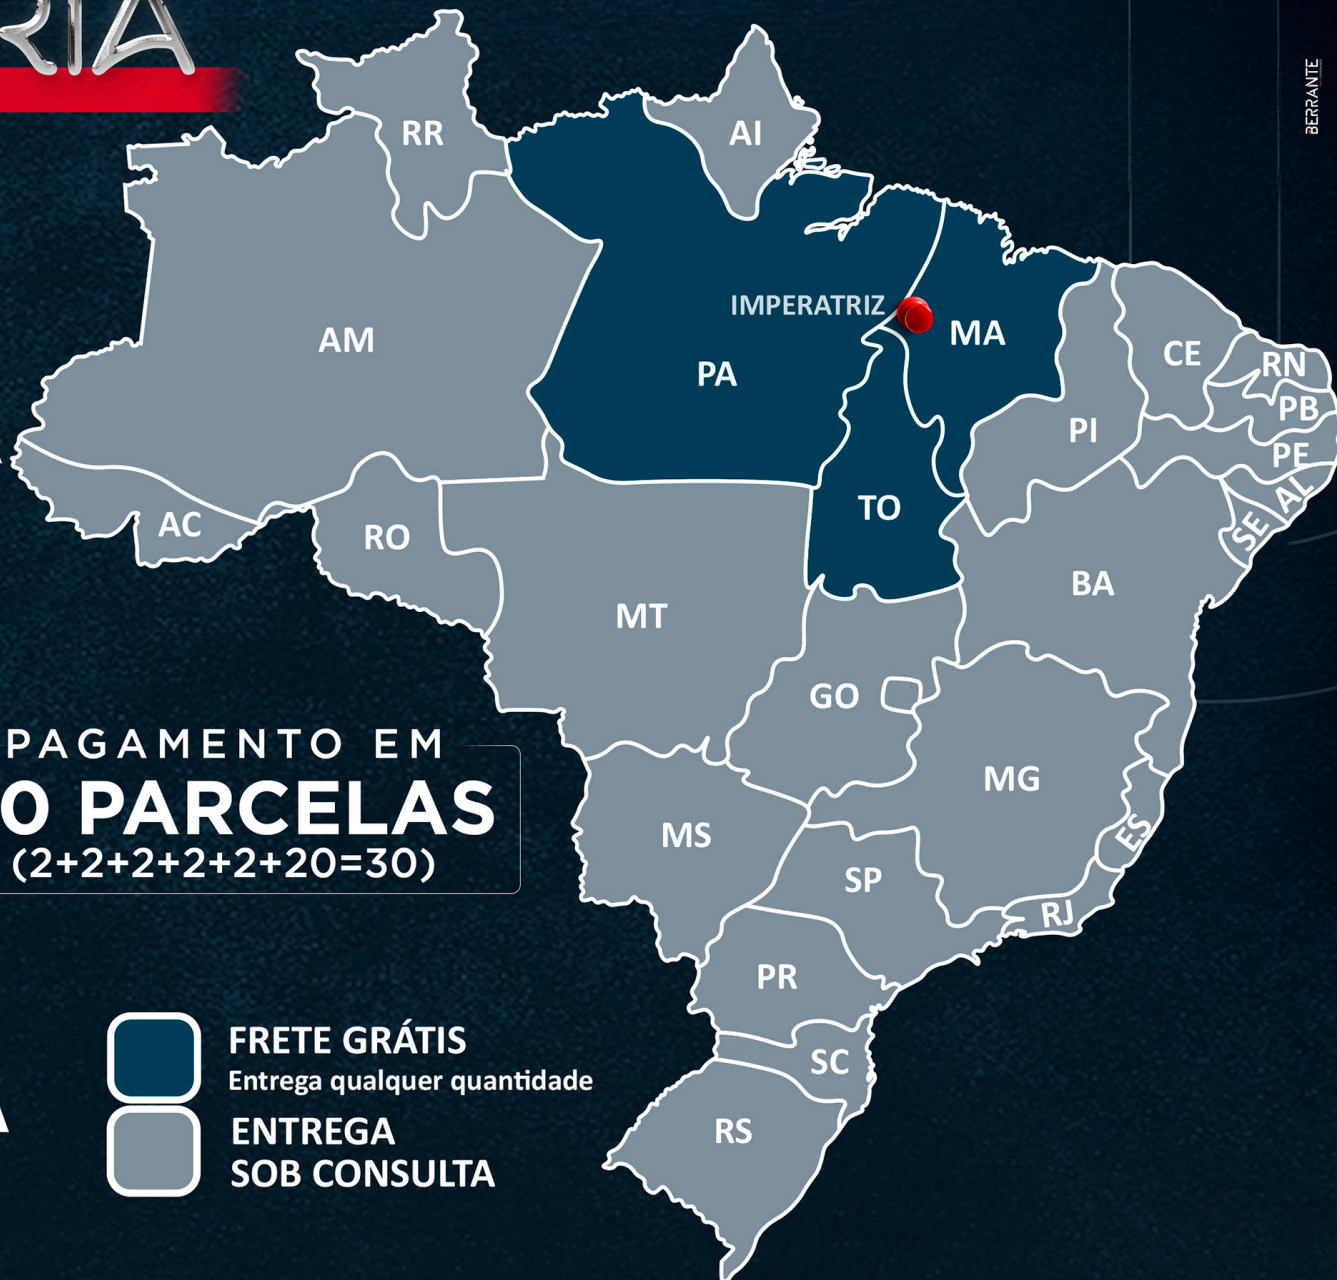 RIA
BERRANTE
RR
AI
IMPERATRIZ
MA
AM
PA
CE
RN
PB
PI
PE
AL
SE
TO
AC
RO
BA
MT
GO
PAGAMENTO EM
0 PARCELAS
(2+2+2+2+2+20=30)
MG
MS
ES
SP
RJ
PR
FRETE GRÁTIS
Entrega qualquer quantidade
SC
ENTREGA
SOB CONSULTA
RS
A